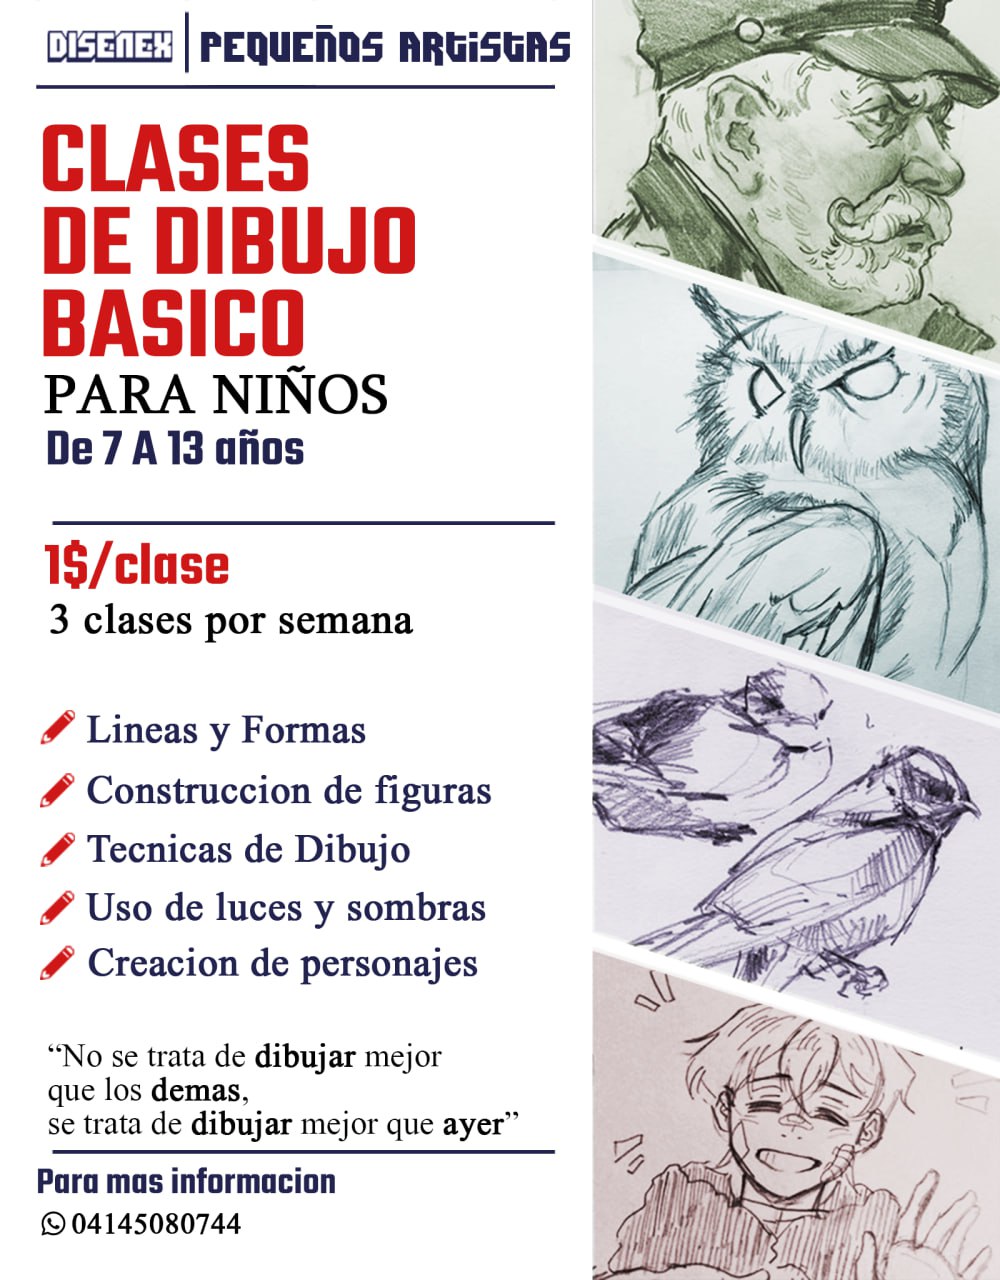 DISENEX | PEQUEÑOS ARTISTAS
CLASES
DE DIBUJO
BASICO
PARA NIÑOS
De 7 A 13 años
1$/clase
3 clases por semana
Lineas y Formas
Construccion de figuras
Tecnicas de Dibujo
Uso de luces y sombras
Creacion de personajes
“No se trata de dibujar mejor
que los demas,
se trata de dibujar mejor que ayer”
Para mas informacion
04145080744